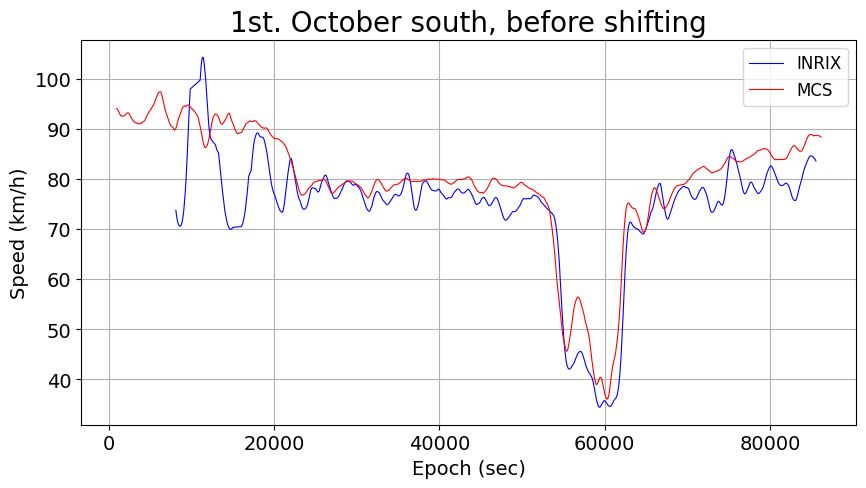 1st. October south, before shifting
INRIX
MCS
Speed (km/h)
100
90
80
70
60
50
40
0 20000 40000 60000 80000
Epoch (sec)